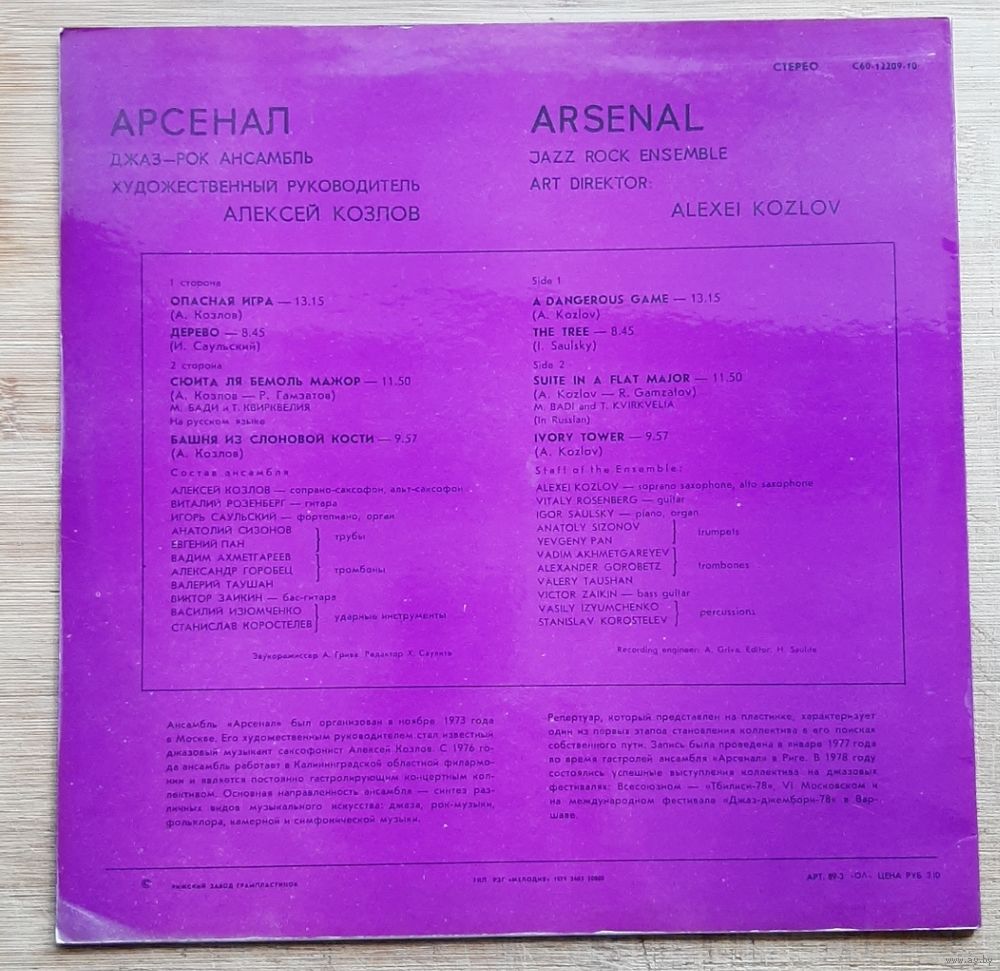 СТЕРЕО С60-12209-10
АРСЕНАЛ
ДЖАЗ—РОК АНСАМБЛЬ
ХУДОЖЕСТВЕННЫЙ РУКОВОДИТЕЛЬ
АЛЕКСЕЙ КОЗЛОВ
ARSENAL
JAZZ ROCK ENSEMBLE
ART DIREKTOR:
ALEXEI KOZLOV
1 сторона
ОПАСНАЯ ИГРА — 13.15
(А. Козлов)
ДЕРЕВО — 8.45
(И. Саульский)
2 сторона
СЮИТА ЛЯ БЕМОЛЬ МАЖОР — 11.50
(А. Козлов — Р. Гамзатов)
М. БАДИ и Т. КВИРКВЕЛИЯ
На русском языке
БАШНЯ ИЗ СЛОНОВОЙ КОСТИ — 9.57
(А. Козлов)
Состав ансамбля
АЛЕКСЕЙ КОЗЛОВ — сопрано-саксофон, альт-саксофон
ВИТАЛИЙ РОЗЕНБЕРГ — гитара
ИГОРЬ САУЛЬСКИЙ — фортепиано, орган
АНАТОЛИЙ СИЗОНОВ
ЕВГЕНИЙ ПАН
трубы
ВАДИМ АХМЕТГАРЕЕВ
АЛЕКСАНДР ГОРОБЕЦ
тромбоны
ВАЛЕРИЙ ТАУШАН
ВИКТОР ЗАИКИН — бас-гитара
ВАСИЛИЙ ИЗЮМЧЕНКО
СТАНИСЛАВ КОРОСТЕЛЕВ
ударные инструменты
Звукорежиссер А. Грива. Редактор Х. Саулите
Side 1
A DANGEROUS GAME — 13.15
(A. Kozlov)
THE TREE — 8.45
(I. Saulsky)
Side 2
SUITE IN A FLAT MAJOR — 11.50
(A. Kozlov — R. Gamzatov)
M. BADI and T. KVIRKVELIA
(In Russian)
IVORY TOWER — 9.57
(A. Kozlov)
Staff of the Ensemble:
ALEXEI KOZLOV — soprano saxophone, alto saxophone
VITALY ROSENBERG — guitar
IGOR SAULSKY — piano, organ
ANATOLY SIZONOV
YEVGENY PAN
trumpets
VADIM AKHMETGAREYEV
ALEXANDER GOROBETZ
trombones
VALERY TAUSHAN
VICTOR ZAIKIN — bass guitar
VASILY IZYUMCHENKO
STANISLAV KOROSTELEV
percussions
Recording engineer: A. Griva. Editor: H. Saulite
Ансамбль «Арсенал» был организован в ноябре 1973 года
в Москве. Его художественным руководителем стал известный
джазовый музыкант саксофонист Алексей Козлов. С 1976 го-
да ансамбль работает в Калининградской областной филармо-
нии и является постоянно гастролирующим концертным кол-
лективом. Основная направленность ансамбля — синтез раз-
личных видов музыкального искусства: джаза, рок-музыки,
фольклора, камерной и симфонической музыки.
Репертуар, который представлен на пластинке, характеризует
один из первых этапов становления коллектива в его поисках
собственного пути. Запись была проведена в январе 1977 года
во время гастролей ансамбля «Арсенал» в Риге. В 1978 году
состоялись успешные выступления коллектива на джазовых
фестивалях: Всесоюзном — «Тбилиси-78», VI Московском и
на международном фестивале «Джаз-джембори-78» в Вар-
шаве.
РИЖСКИЙ ЗАВОД ГРАМПЛАСТИНОК
РЗГ «МЕЛОДИЯ» 1979
АРТ. 89-3 «ОЛ» ЦЕНА РУБ
www.ay.by